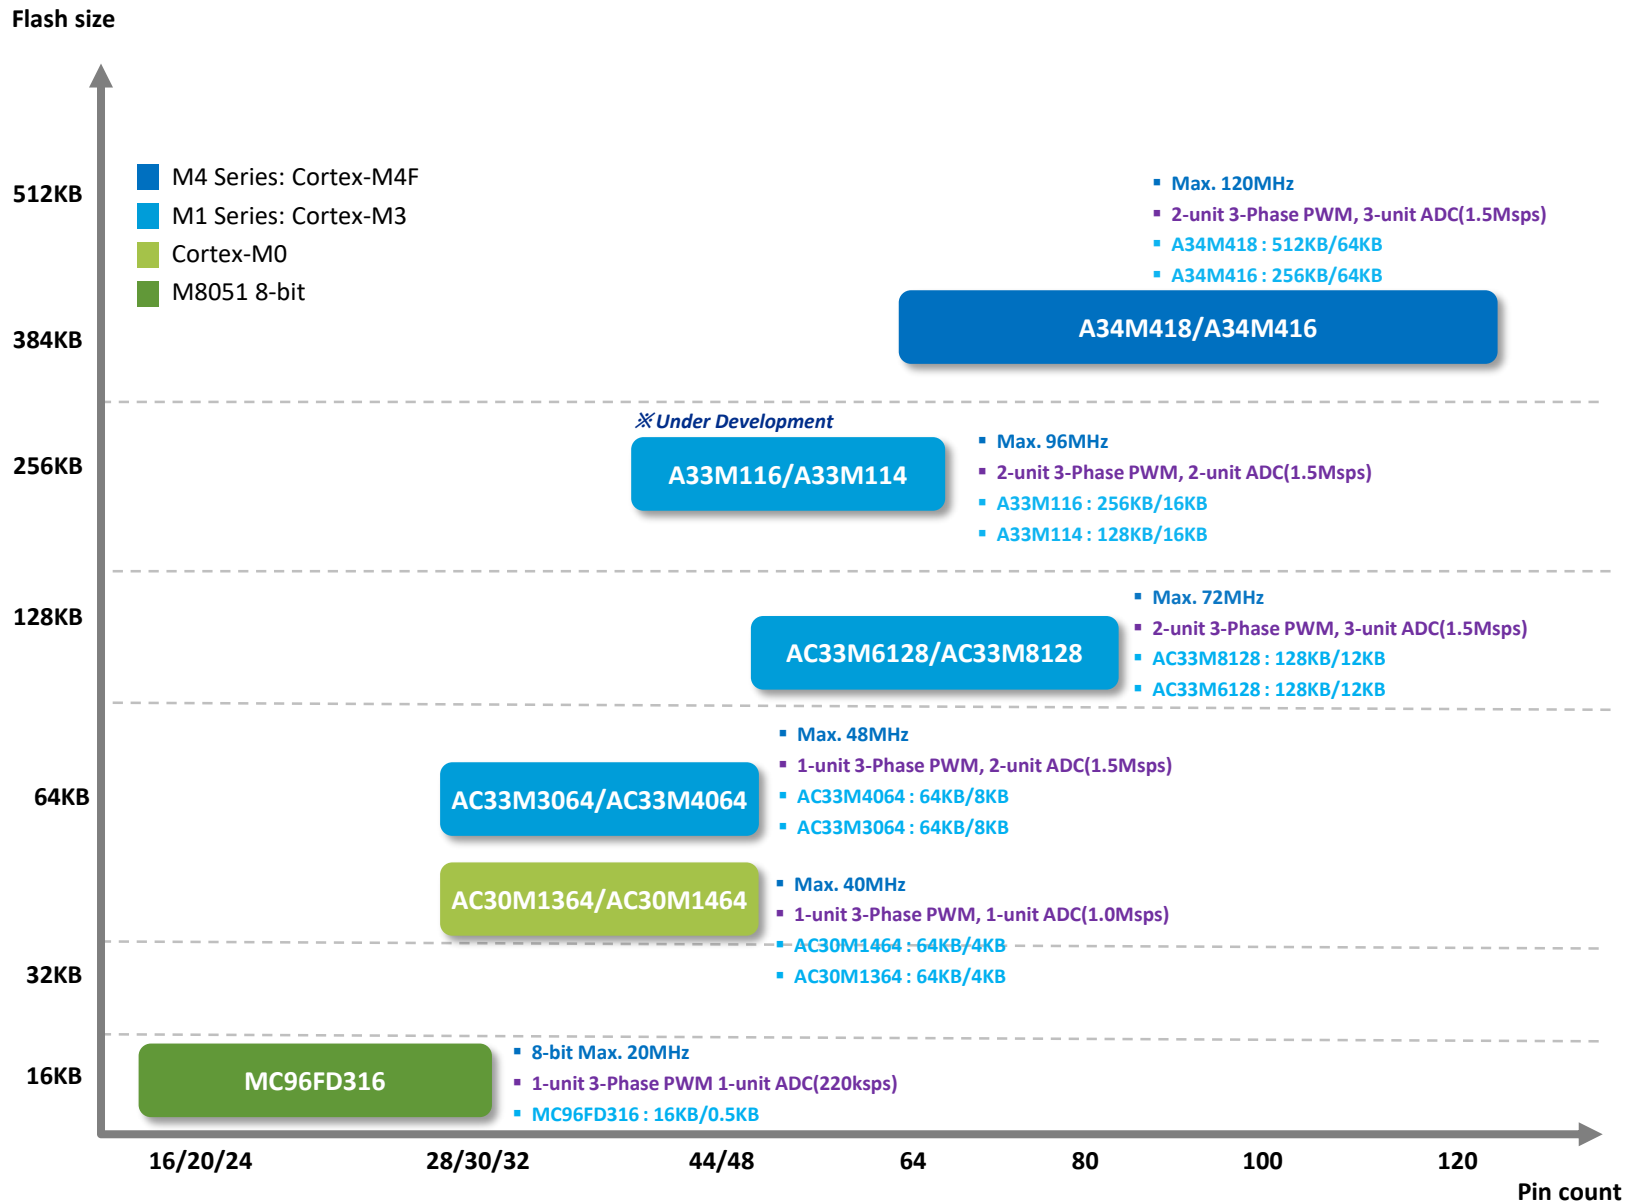 Flash size
512KB
384KB
256KB
128KB
64KB
32KB
16KB
M4 Series: Cortex-M4F
M1 Series: Cortex-M3
Cortex-M0
M8051 8-bit
▪ Max. 120MHz
▪ 2-unit 3-Phase PWM, 3-unit ADC(1.5Msps)
▪ A34M418 : 512KB/64KB
▪ A34M416 : 256KB/64KB
A34M418/A34M416
※ Under Development
A33M116/A33M114
▪ Max. 96MHz
▪ 2-unit 3-Phase PWM, 2-unit ADC(1.5Msps)
▪ A33M116 : 256KB/16KB
▪ A33M114 : 128KB/16KB
AC33M6128/AC33M8128
▪ Max. 72MHz
▪ 2-unit 3-Phase PWM, 3-unit ADC(1.5Msps)
▪ AC33M8128 : 128KB/12KB
▪ AC33M6128 : 128KB/12KB
AC33M3064/AC33M4064
▪ Max. 48MHz
▪ 1-unit 3-Phase PWM, 2-unit ADC(1.5Msps)
▪ AC33M4064 : 64KB/8KB
▪ AC33M3064 : 64KB/8KB
AC30M1364/AC30M1464
▪ Max. 40MHz
▪ 1-unit 3-Phase PWM, 1-unit ADC(1.0Msps)
▪ AC30M1464 : 64KB/4KB
▪ AC30M1364 : 64KB/4KB
MC96FD316
▪ 8-bit Max. 20MHz
▪ 1-unit 3-Phase PWM 1-unit ADC(220ksps)
▪ MC96FD316 : 16KB/0.5KB
16/20/24
28/30/32
44/48
64
80
100
120
Pin count